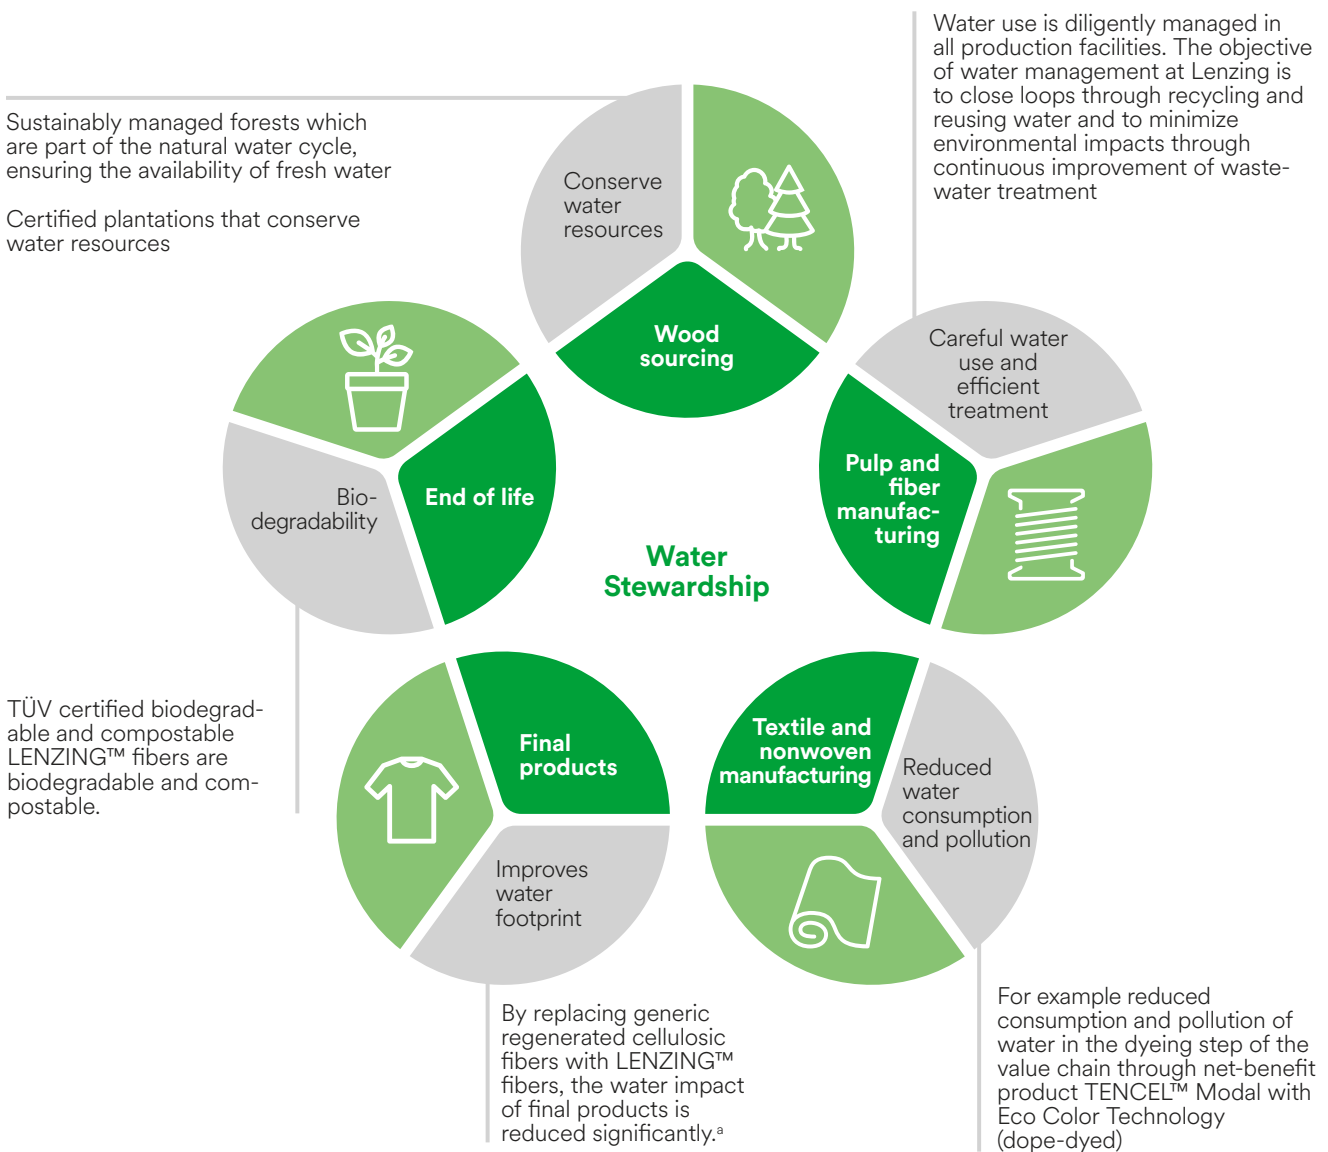 Water use is diligently managed in
all production facilities. The objective
of water management at Lenzing is
to close loops through recycling and
reusing water and to minimize
environmental impacts through
continuous improvement of waste-
water treatment
Sustainably managed forests which
are part of the natural water cycle,
ensuring the availability of fresh water
Certified plantations that conserve
water resources
Conserve
water
resources
Wood
sourcing
Careful water
use and
efficient
treatment
Pulp and
fiber
manufac-
turing
Bio-
degradability
End of life
Water
Stewardship
TÜV certified biodegrad-
able and compostable
LENZING™ fibers are
biodegradable and com-
postable.
Final
products
Improves
water
footprint
Textile and
nonwoven
manufacturing
Reduced
water
consumption
and pollution
By replacing generic
regenerated cellulosic
fibers with LENZING™
fibers, the water impact
of final products is
reduced significantly.ᵃ
For example reduced
consumption and pollution of
water in the dyeing step of the
value chain through net-benefit
product TENCEL™ Modal with
Eco Color Technology
(dope-dyed)